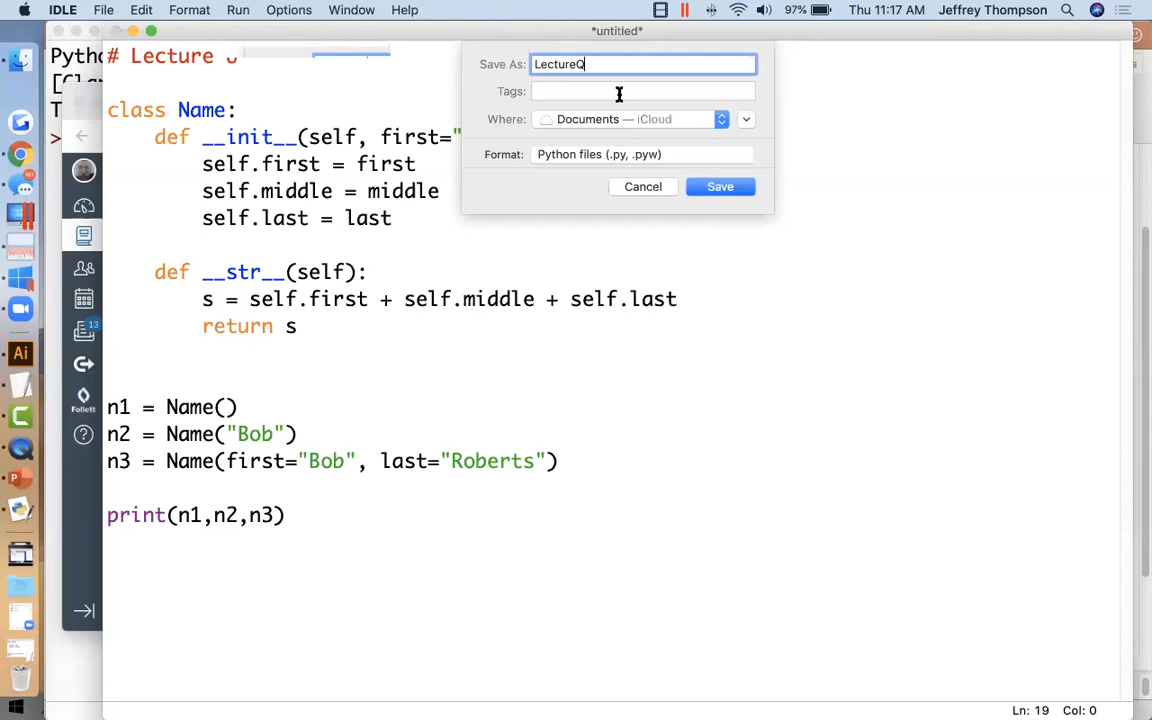 IDLE File Edit Format Run Options Window Help 97% Thu 11:17 AM Jeffrey Thompson
*untitled*
# Lecture
Save As: LectureQ
Tags:
Where: Documents — iCloud
Format: Python files (.py, .pyw)
Cancel Save
class Name:
def __init__(self, first="
self.first = first
self.middle = middle
self.last = last
def __str__(self):
s = self.first + self.middle + self.last
return s
n1 = Name()
n2 = Name("Bob")
n3 = Name(first="Bob", last="Roberts")
print(n1,n2,n3)
13
Follett
Ai
Ln: 19 Col: 0